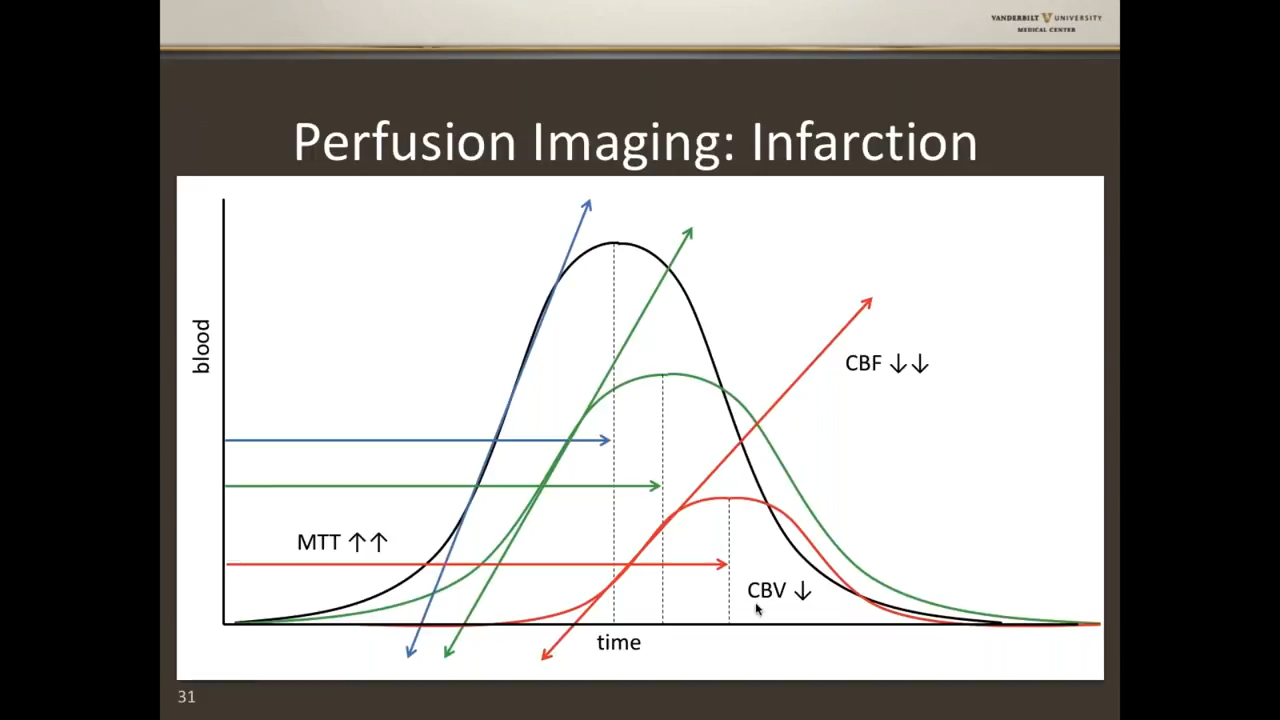 VANDERBILT V UNIVERSITY
MEDICAL CENTER
Perfusion Imaging: Infarction
blood
CBF ↓↓
MTT ↑↑
CBV ↓
time
31